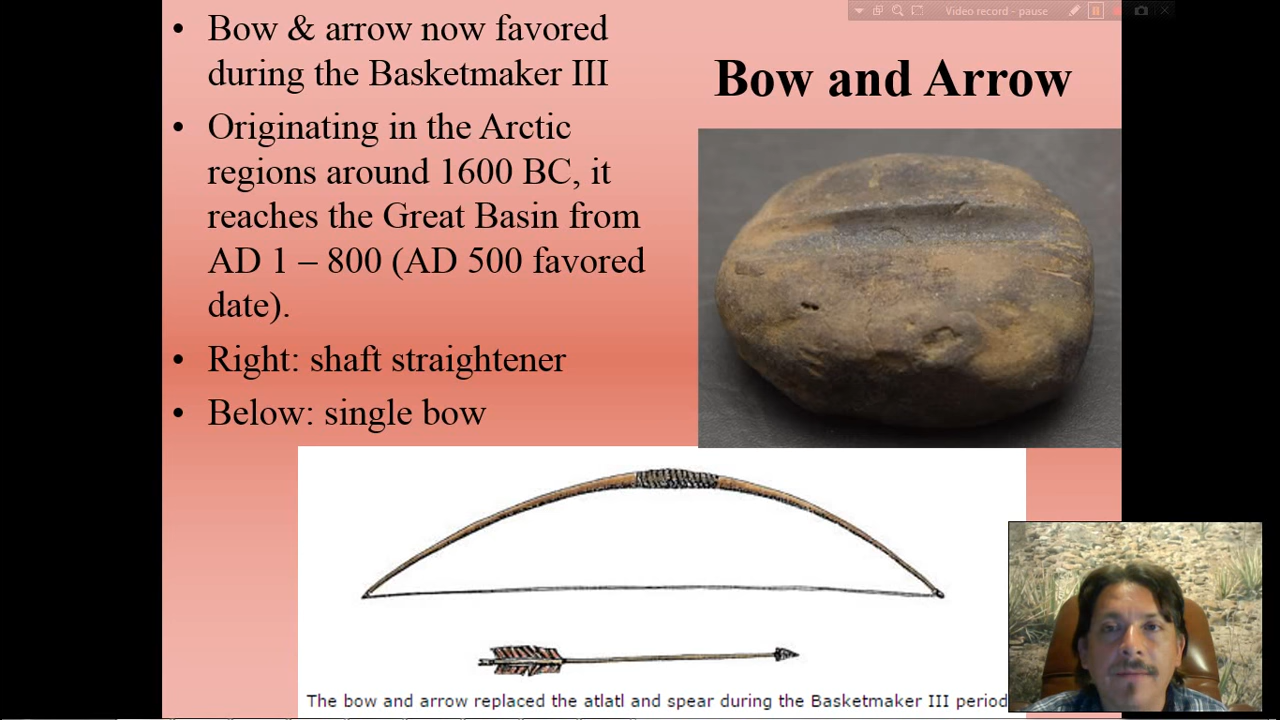 Video record - pause
• Bow & arrow now favored
during the Basketmaker III
Bow and Arrow
• Originating in the Arctic
regions around 1600 BC, it
reaches the Great Basin from
AD 1 – 800 (AD 500 favored
date).
• Right: shaft straightener
• Below: single bow
The bow and arrow replaced the atlatl and spear during the Basketmaker III period